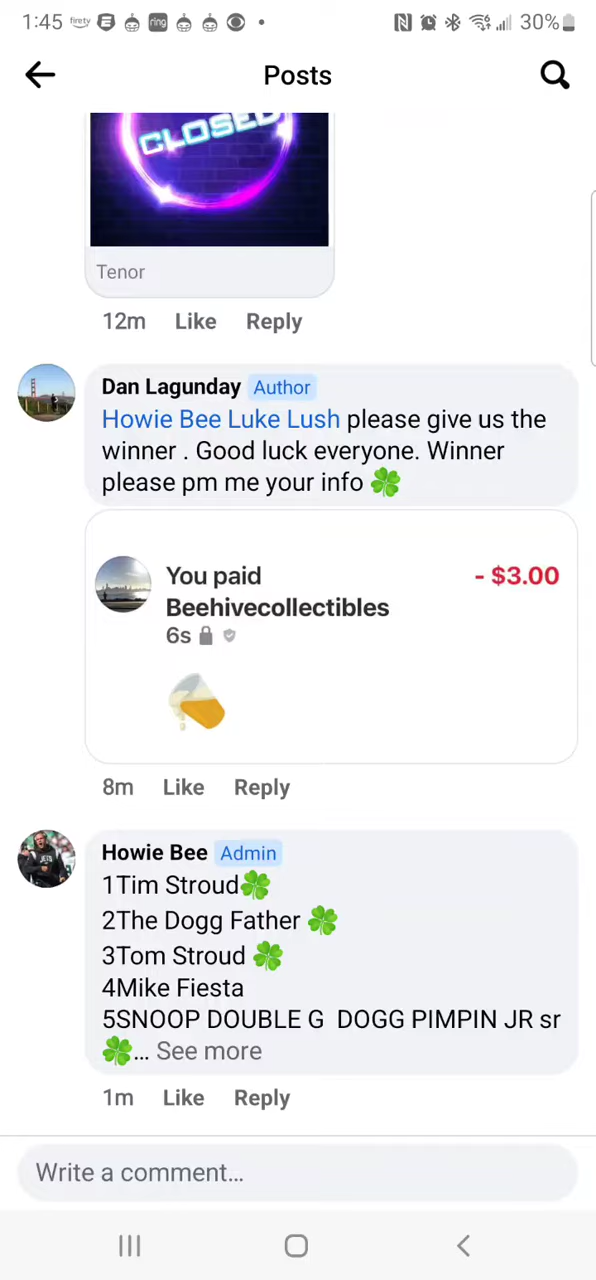 1:45 firety ring 30%
Posts
CLOSED
Tenor
12m Like Reply
Dan Lagunday Author
Howie Bee Luke Lush please give us the
winner . Good luck everyone. Winner
please pm me your info 🍀
You paid - $3.00
Beehivecollectibles
6s
8m Like Reply
Howie Bee Admin
1Tim Stroud🍀
2The Dogg Father 🍀
3Tom Stroud 🍀
4Mike Fiesta
5SNOOP DOUBLE G DOGG PIMPIN JR sr
🍀... See more
1m Like Reply
Write a comment...